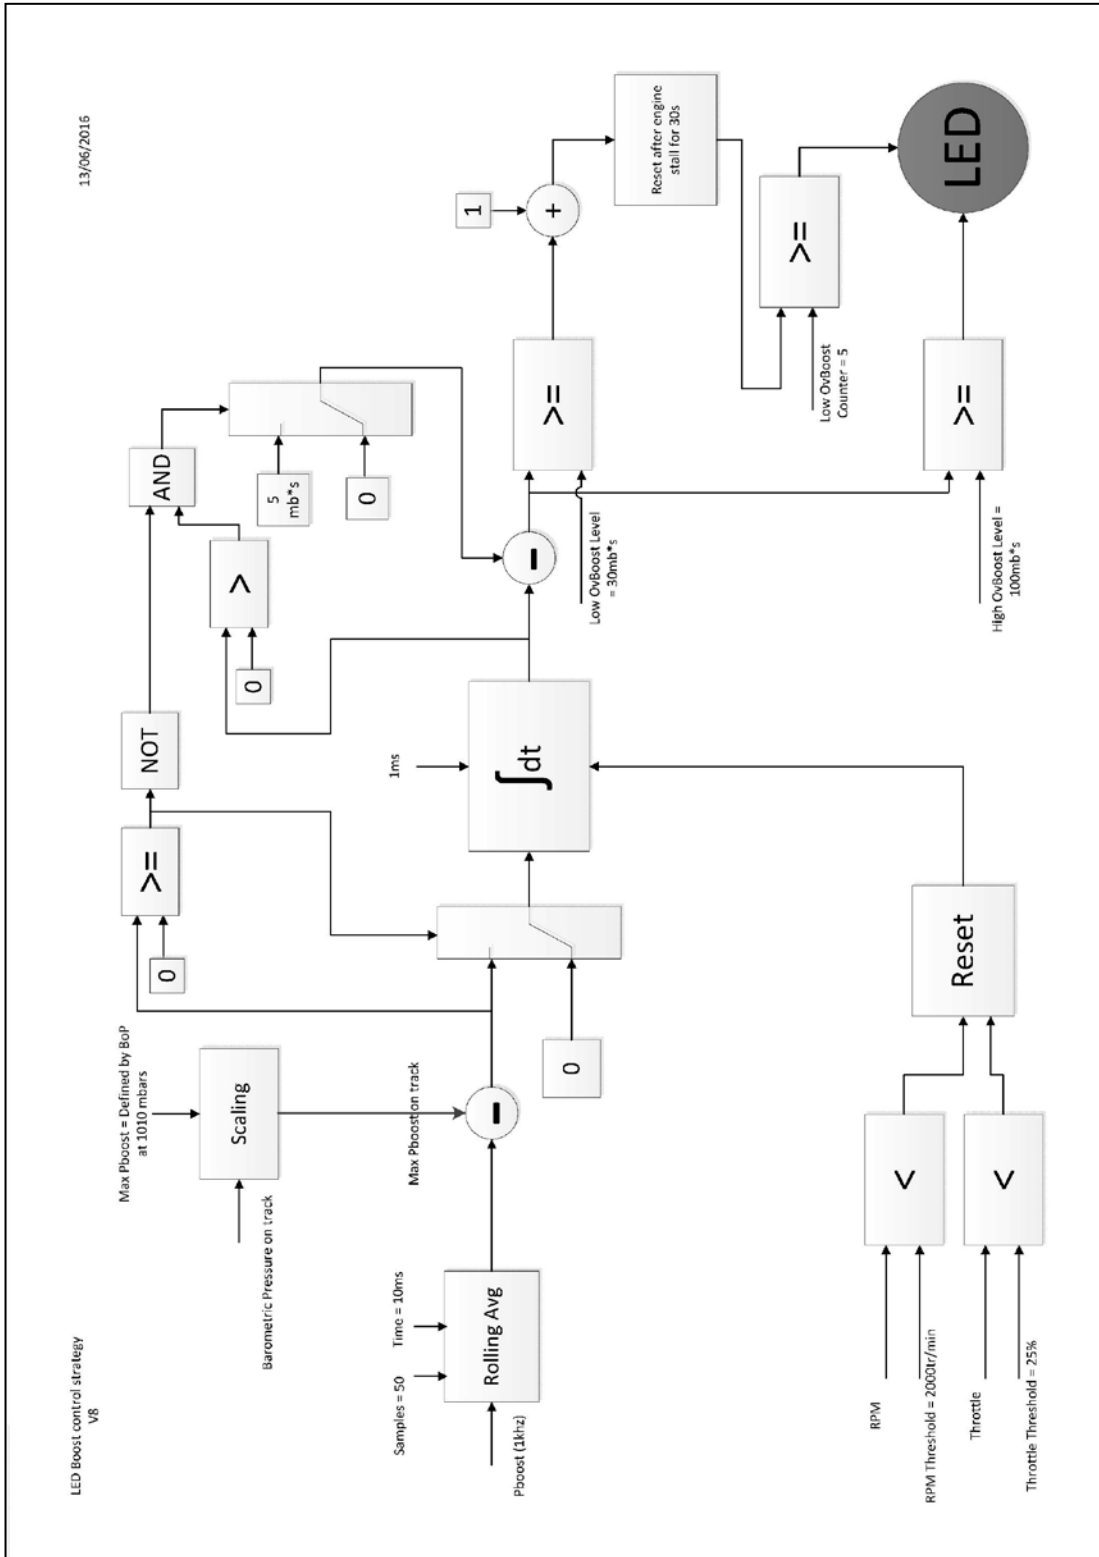 LED Boost control strategy
V8
13/06/2016
Max Pboost = Defined by BoP
at 1010 mbars
Barometric Pressure on track
Scaling
Max Pboost on track
Samples = 50
Time = 10ms
Pboost (1khz)
Rolling Avg
-
0
0
>=
NOT
AND
0
>
5
mb*s
0
1ms
∫dt
-
Low OvBoost Level
= 30mb*s
>=
1
+
Reset after engine
stall for 30s
Low OvBoost
Counter = 5
>=
High OvBoost Level =
100mb*s
>=
LED
RPM
RPM Threshold = 2000tr/min
<
Throttle
Throttle Threshold = 25%
<
Reset